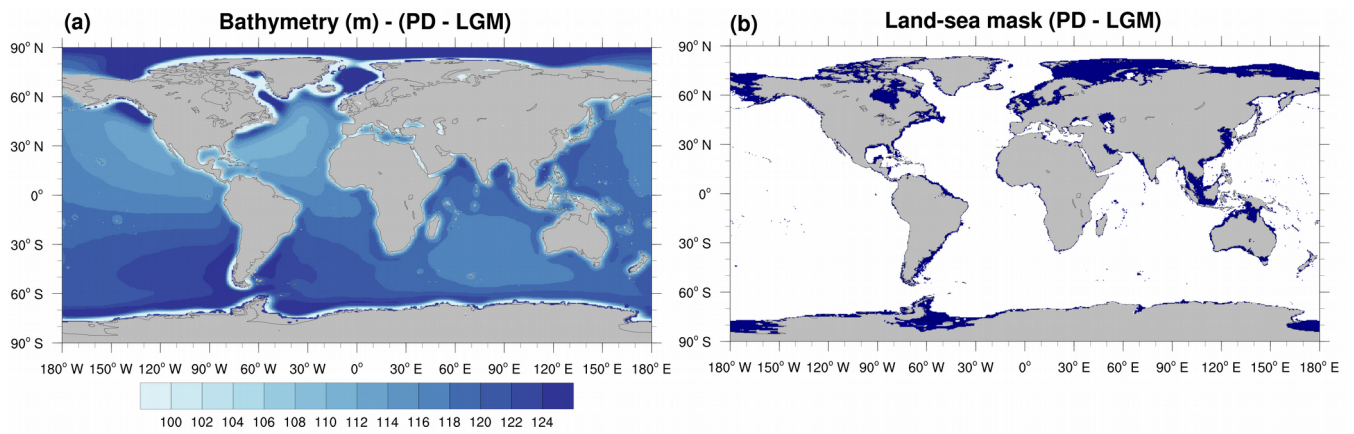 (a) Bathymetry (m) - (PD - LGM)
90° N
60° N
30° N
0°
30° S
60° S
90° S
180° W 150° W 120° W 90° W 60° W 30° W 0° 30° E 60° E 90° E 120° E 150° E 180° E
100 102 104 106 108 110 112 114 116 118 120 122 124
(b) Land-sea mask (PD - LGM)
90° N
60° N
30° N
0°
30° S
60° S
90° S
180° W 150° W 120° W 90° W 60° W 30° W 0° 30° E 60° E 90° E 120° E 150° E 180° E